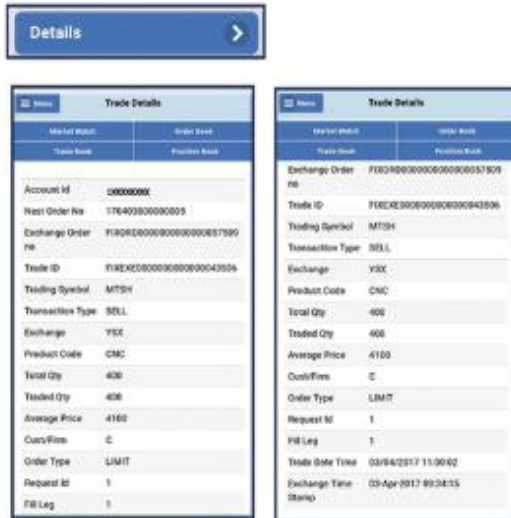 Details
Menu
Trade Details
Market Watch Order Book
Trade Book Position Book
Account Id
Nest Order No 170403000000005
Exchange Order no
Trade ID
Trading Symbol MTSH
Transaction Type SELL
Exchange YSX
Product Code CNC
Total Qty 400
Traded Qty 400
Average Price 4100
Cust/Firm C
Order Type LIMIT
Request Id 1
Fill Leg 1
Menu
Trade Details
Market Watch Order Book
Trade Book Position Book
Exchange Order no
Trade ID
Trading Symbol MTSH
Transaction Type SELL
Exchange YSX
Product Code CNC
Total Qty 400
Traded Qty 400
Average Price 4100
Cust/Firm C
Order Type LIMIT
Request Id 1
Fill Leg 1
Trade Date Time 03/04/2017 11:00:02
Exchange Time Stamp 03-Apr-2017 09:34:15